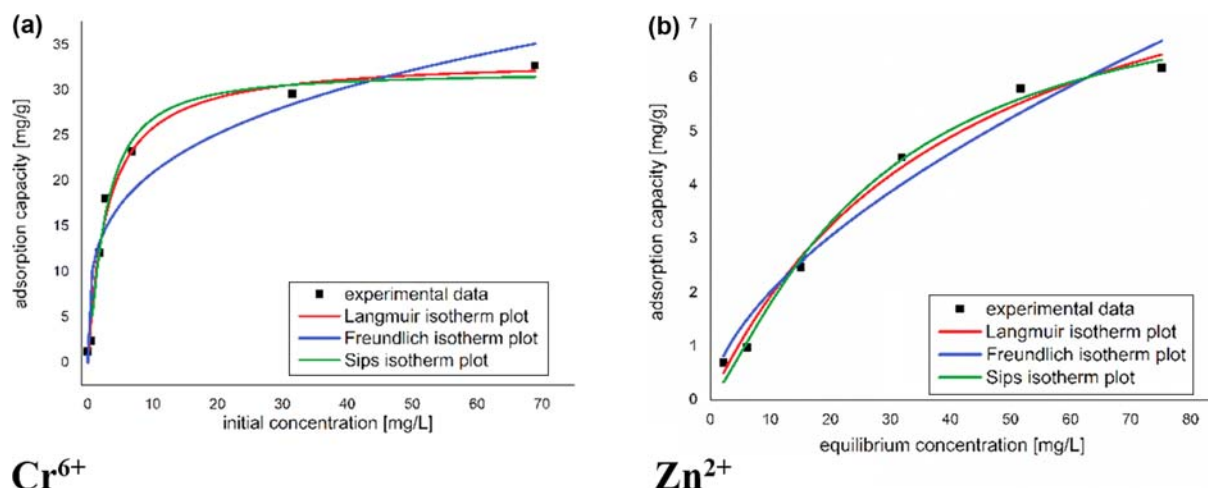 (a)
35
30
25
20
15
10
5
0
adsorption capacity [mg/g]
experimental data
Langmuir isotherm plot
Freundlich isotherm plot
Sips isotherm plot
0 10 20 30 40 50 60 70
initial concentration [mg/L]
Cr⁶⁺
(b)
7
6
5
4
3
2
1
0
adsorption capacity [mg/g]
experimental data
Langmuir isotherm plot
Freundlich isotherm plot
Sips isotherm plot
0 10 20 30 40 50 60 70 80
equilibrium concentration [mg/L]
Zn²⁺